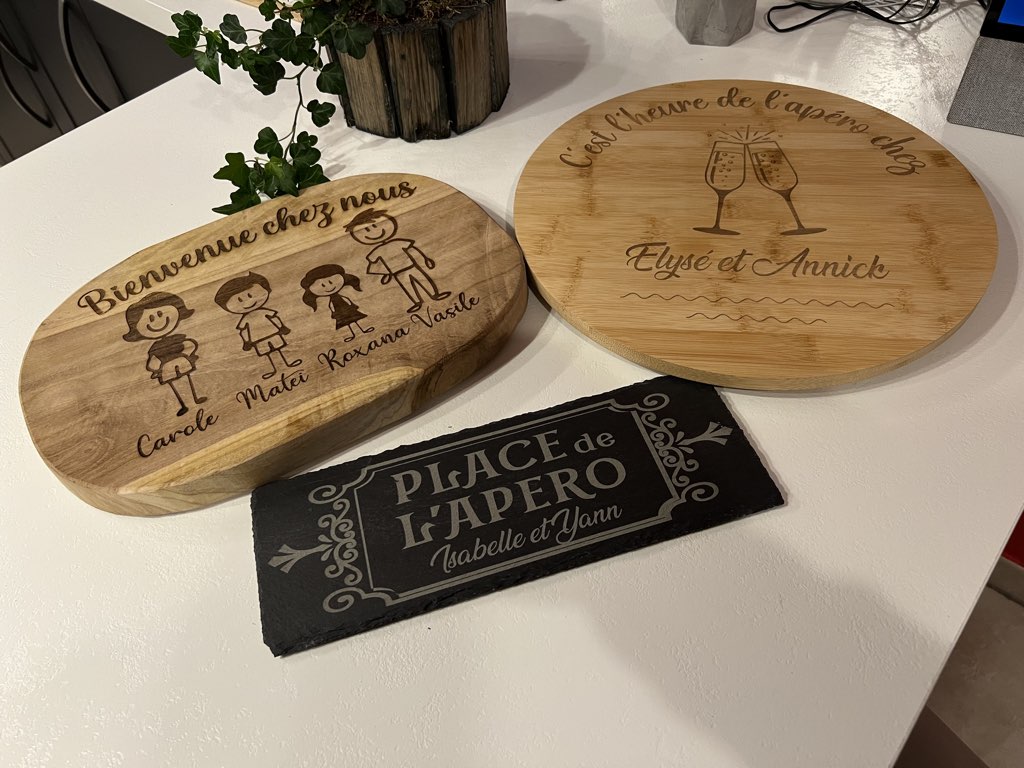 Bienvenue chez nous
Carole Matei Roxana Vasile
C'est l'heure de l'apéro chez
Elysé et Annick
PLACE de
L'APERO
Isabelle et Yann